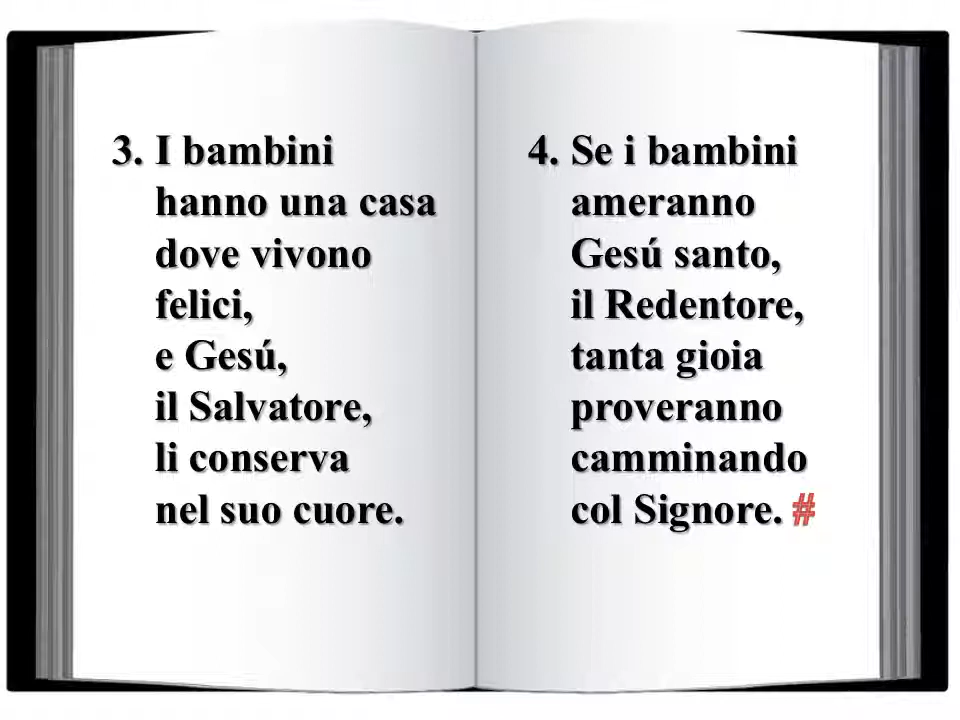 3. I bambini
hanno una casa
dove vivono
felici,
e Gesú,
il Salvatore,
li conserva
nel suo cuore.
4. Se i bambini
ameranno
Gesú santo,
il Redentore,
tanta gioia
proveranno
camminando
col Signore. #